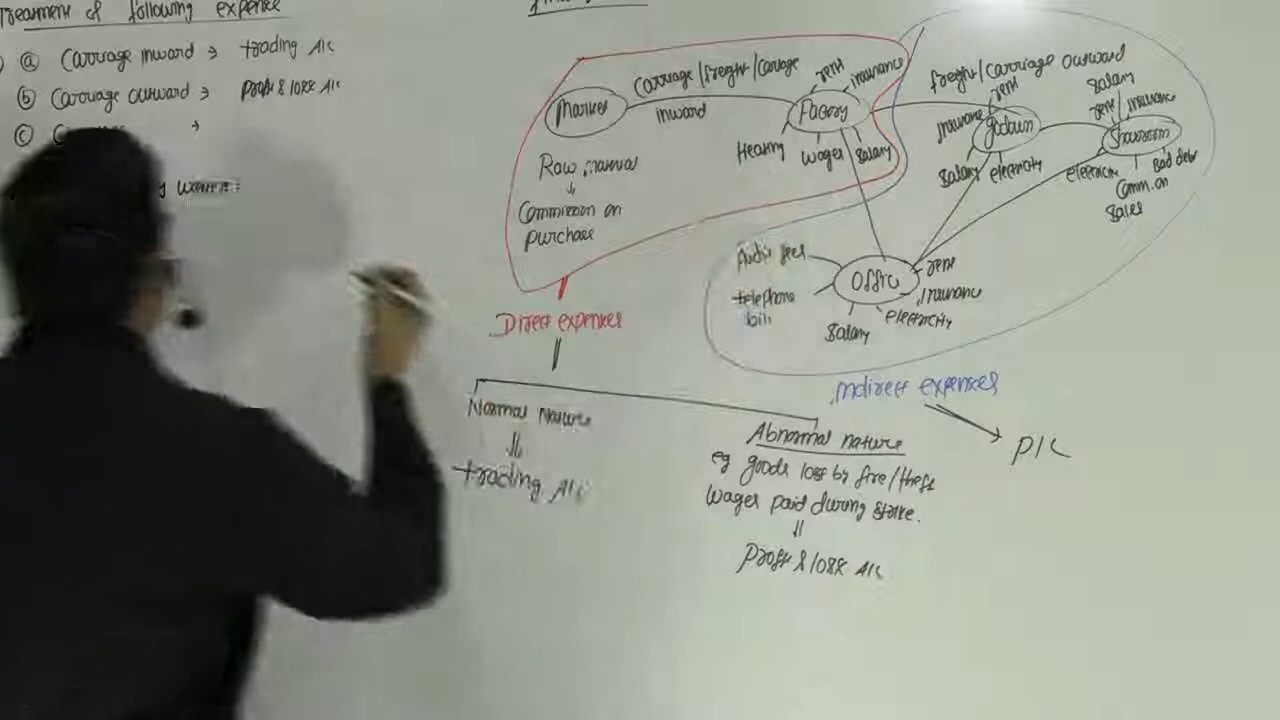 Treatment of following expense
(a) Carriage inward → trading A/c
(b) Carriage outward → profit & loss A/c
(c) →
Market
Carriage/freight/cartage
inward
Factory
rent
insurance
Heating
wages
salary
Raw material
↓
Commission on
purchase
freight/carriage outward
godown
rent
insurance
salary
electricity
Showroom
salary
rent
insurance
electricity
Bad debt
Comm. on
sales
Office
Audit fees
telephone
bill
salary
electricity
insurance
rent
Direct expenses
Normal Nature
⇓
trading A/c
Abnormal nature
eg goods loss by fire/theft
wages paid during strike.
⇓
Profit & loss A/c
Indirect expenses
P/L